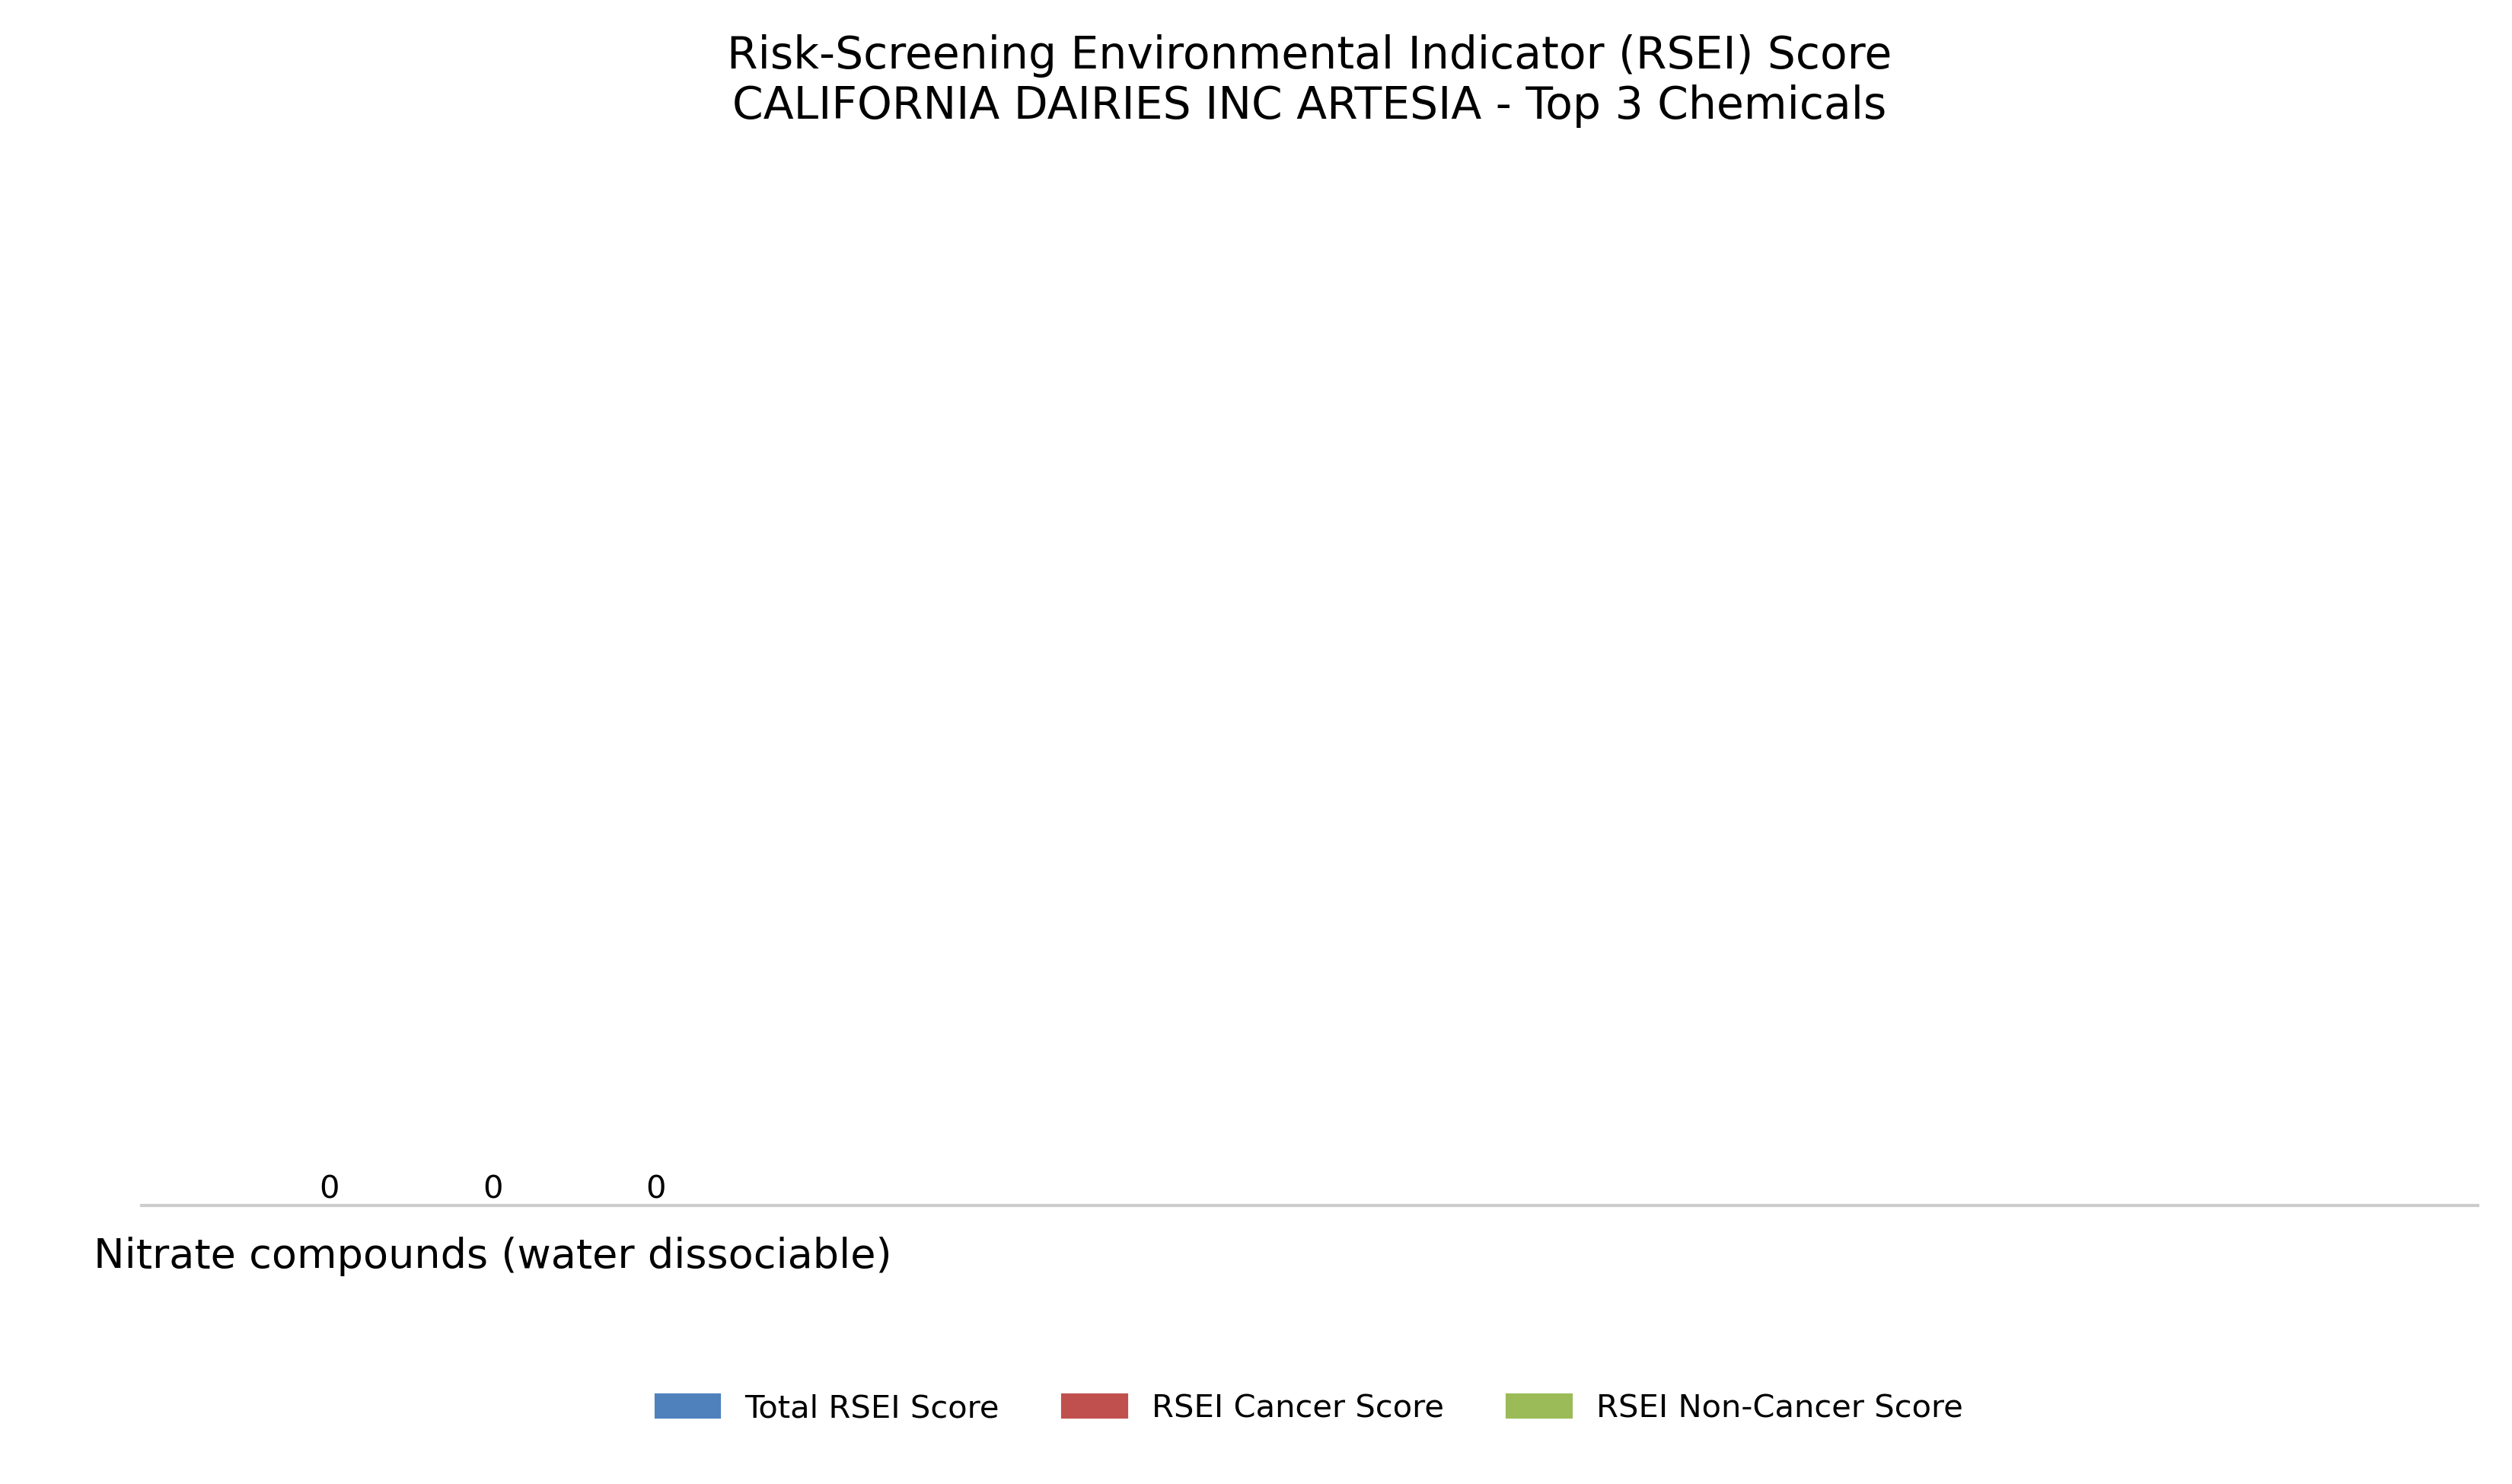 Risk-Screening Environmental Indicator (RSEI) Score
CALIFORNIA DAIRIES INC ARTESIA - Top 3 Chemicals
0 0 0
Nitrate compounds (water dissociable)
Total RSEI Score RSEI Cancer Score RSEI Non-Cancer Score